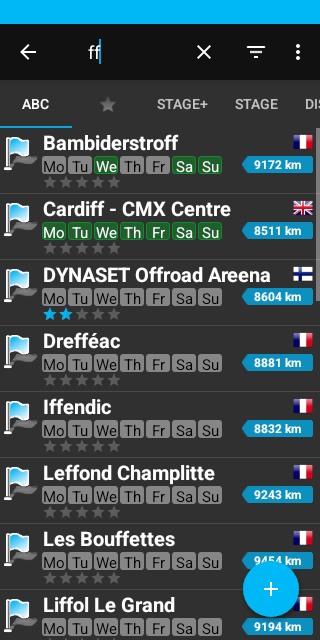 ff
ABC STAGE+ STAGE DIS
Bambiderstroff
Mo Tu We Th Fr Sa Su 9172 km
Cardiff - CMX Centre
Mo Tu We Th Fr Sa Su 8511 km
DYNASET Offroad Areena
Mo Tu We Th Fr Sa Su 8604 km
Drefféac
Mo Tu We Th Fr Sa Su 8881 km
Iffendic
Mo Tu We Th Fr Sa Su 8832 km
Leffond Champlitte
Mo Tu We Th Fr Sa Su 9243 km
Les Bouffettes
Mo Tu We Th Fr Sa Su 9454 km
Liffol Le Grand
Mo Tu We Th Fr Sa Su 9194 km